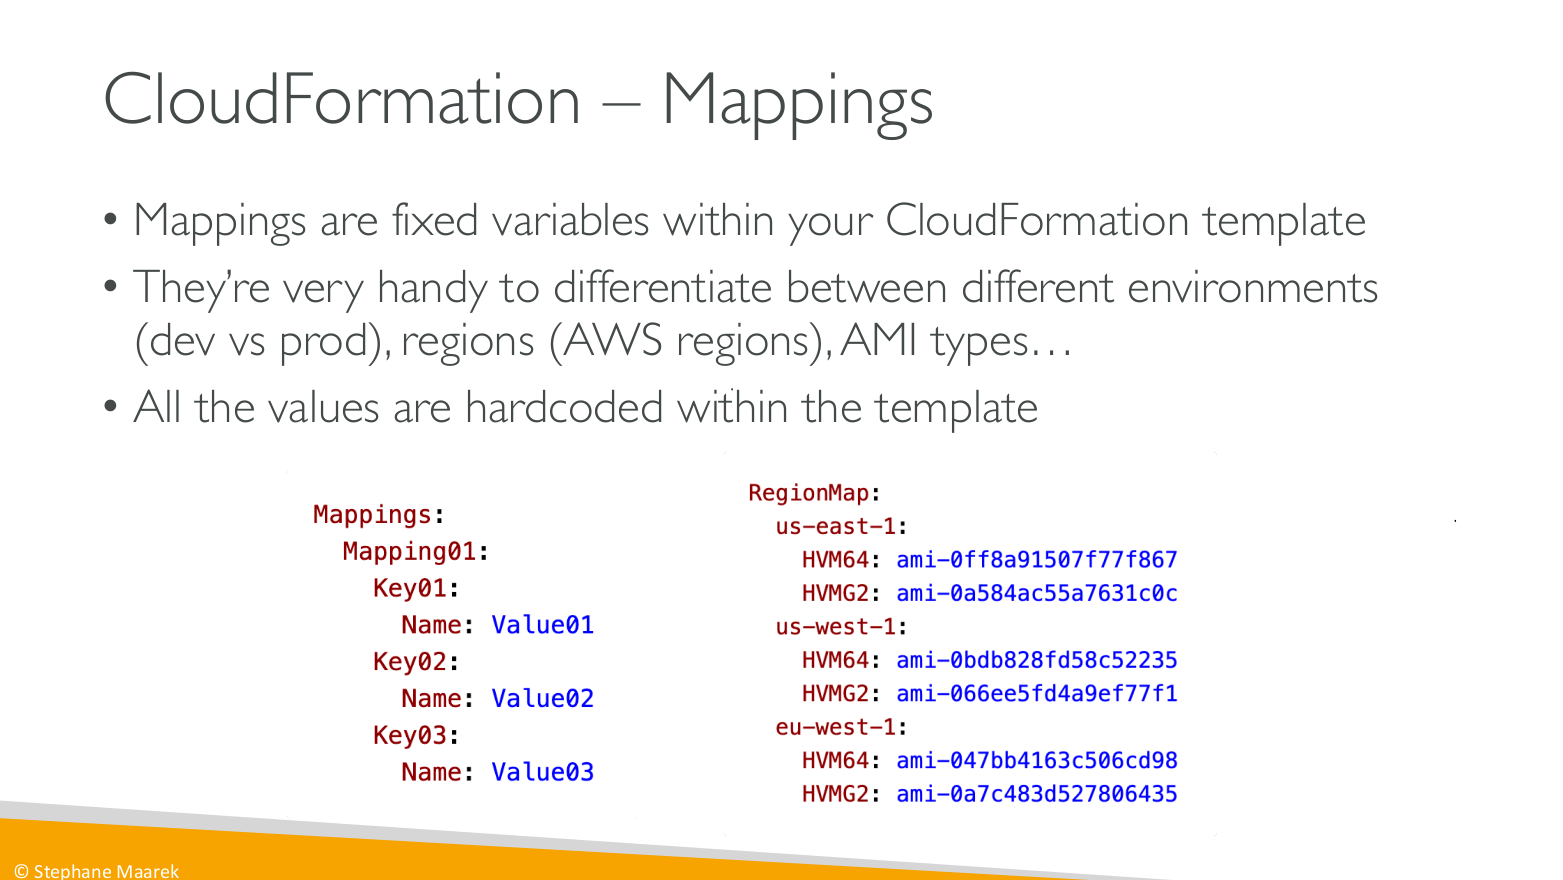 CloudFormation – Mappings
• Mappings are fixed variables within your CloudFormation template
• They’re very handy to differentiate between different environments
(dev vs prod), regions (AWS regions), AMI types…
• All the values are hardcoded within the template
Mappings:
  Mapping01:
    Key01:
      Name: Value01
    Key02:
      Name: Value02
    Key03:
      Name: Value03
RegionMap:
  us-east-1:
    HVM64: ami-0ff8a91507f77f867
    HVMG2: ami-0a584ac55a7631c0c
  us-west-1:
    HVM64: ami-0bdb828fd58c52235
    HVMG2: ami-066ee5fd4a9ef77f1
  eu-west-1:
    HVM64: ami-047bb4163c506cd98
    HVMG2: ami-0a7c483d527806435
© Stephane Maarek